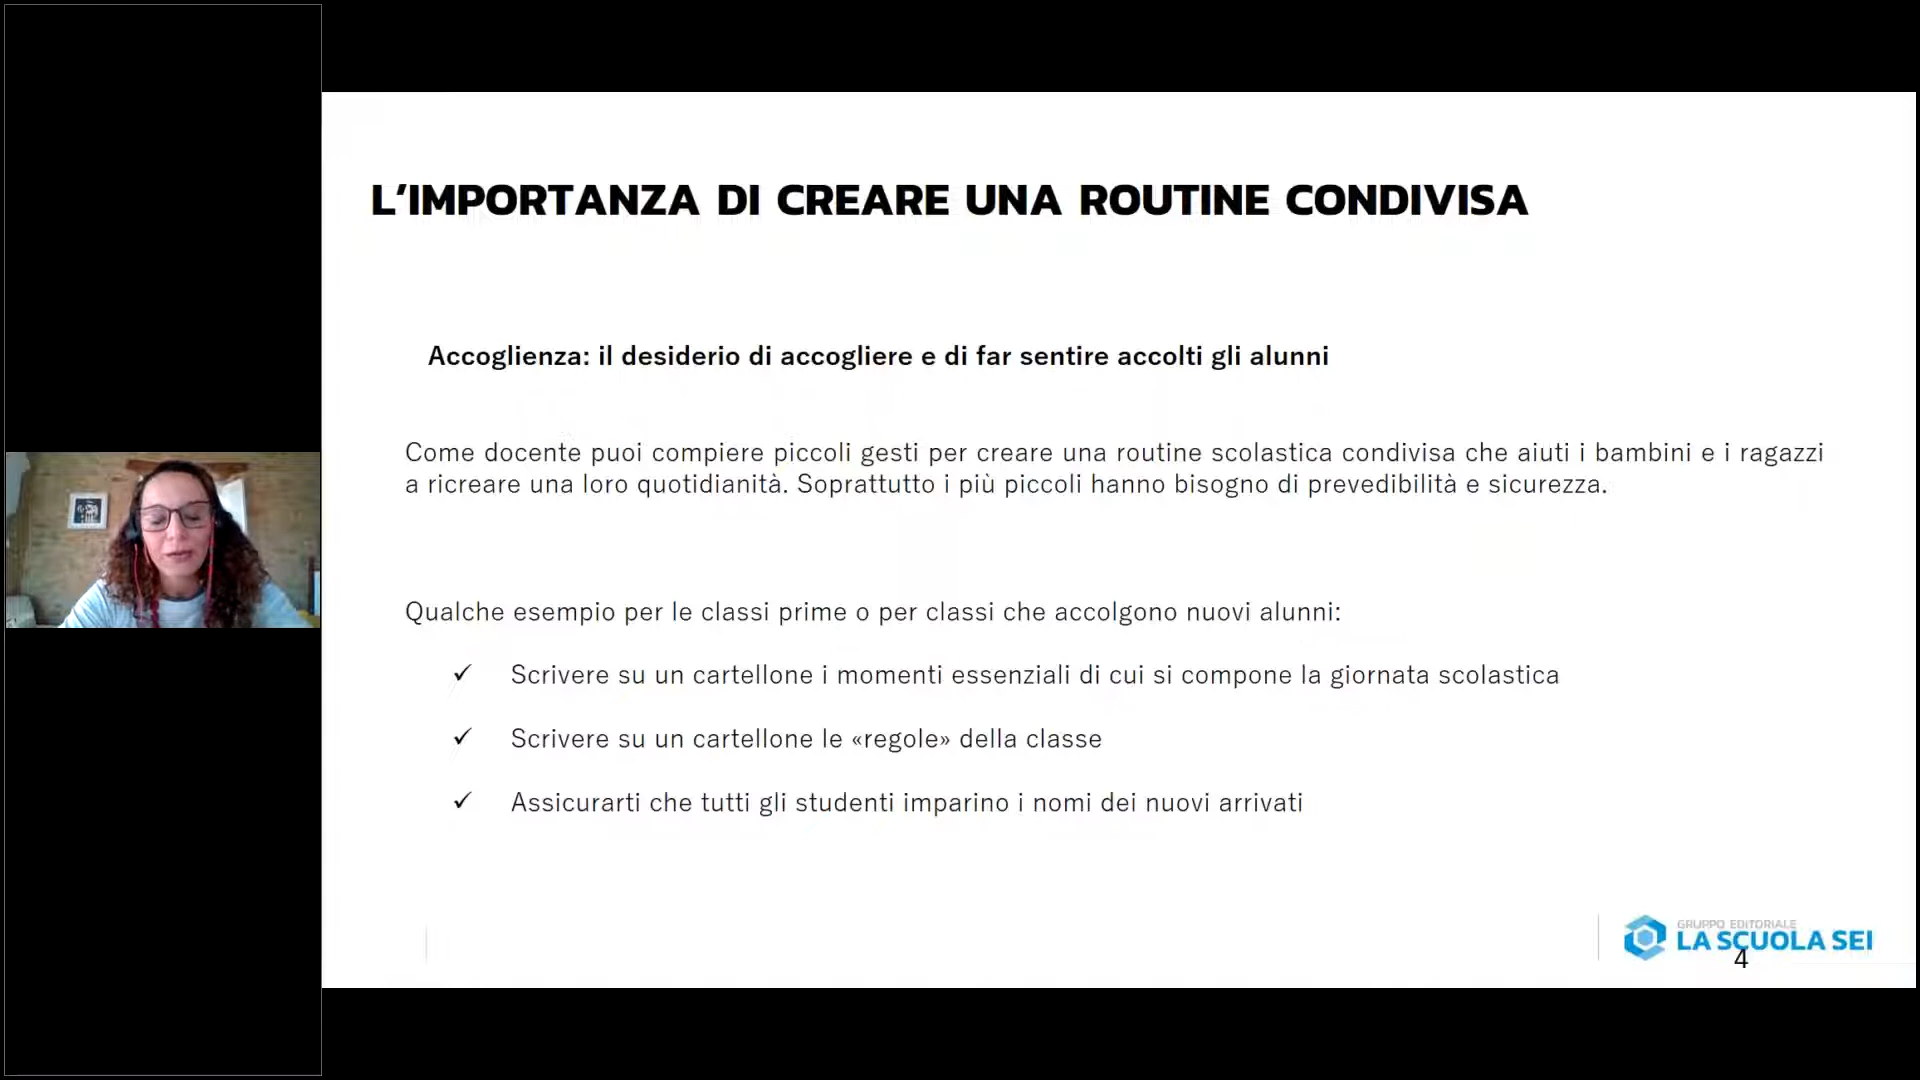 L’IMPORTANZA DI CREARE UNA ROUTINE CONDIVISA
Accoglienza: il desiderio di accogliere e di far sentire accolti gli alunni
Come docente puoi compiere piccoli gesti per creare una routine scolastica condivisa che aiuti i bambini e i ragazzi
a ricreare una loro quotidianità. Soprattutto i più piccoli hanno bisogno di prevedibilità e sicurezza.
Qualche esempio per le classi prime o per classi che accolgono nuovi alunni:
✓ Scrivere su un cartellone i momenti essenziali di cui si compone la giornata scolastica
✓ Scrivere su un cartellone le «regole» della classe
✓ Assicurarti che tutti gli studenti imparino i nomi dei nuovi arrivati
GRUPPO EDITORIALE
LA SCUOLA SEI
4